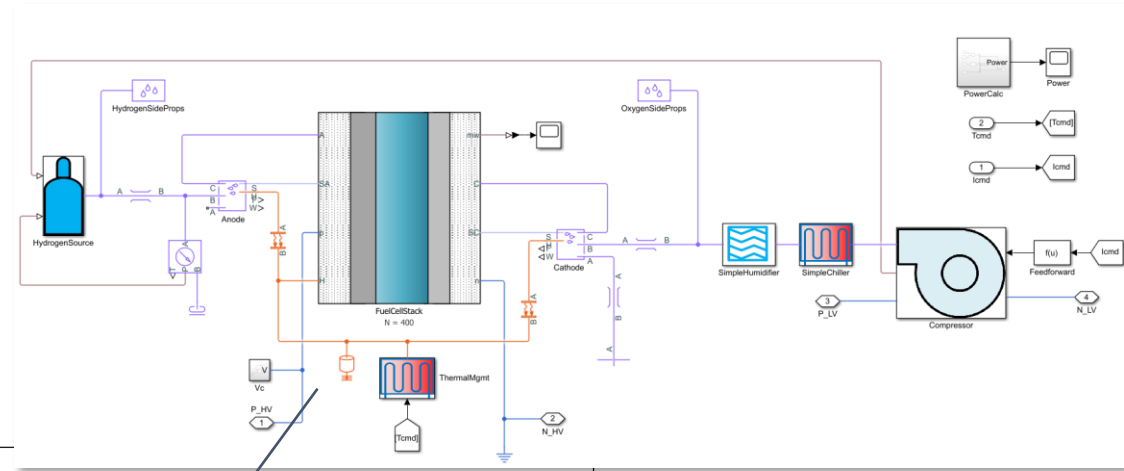 Power
Power
PowerCalc
HydrogenSideProps
OxygenSideProps
2
Tcmd
[Tcmd]
1
Icmd
Icmd
A
SA
p
H
mw
C
SC
n
HydrogenSource
A
B
C
B
A
S
H
W
Anode
A
P
T
B
A
B
FuelCellStack
N = 400
S
H
W
C
B
A
Cathode
A
B
A
B
A
B
A
SimpleHumidifier
SimpleChiller
Compressor
f(u)
Feedforward
Icmd
3
P_LV
4
N_LV
V
Vc
P_HV
1
ThermalMgmt
[Tcmd]
2
N_HV